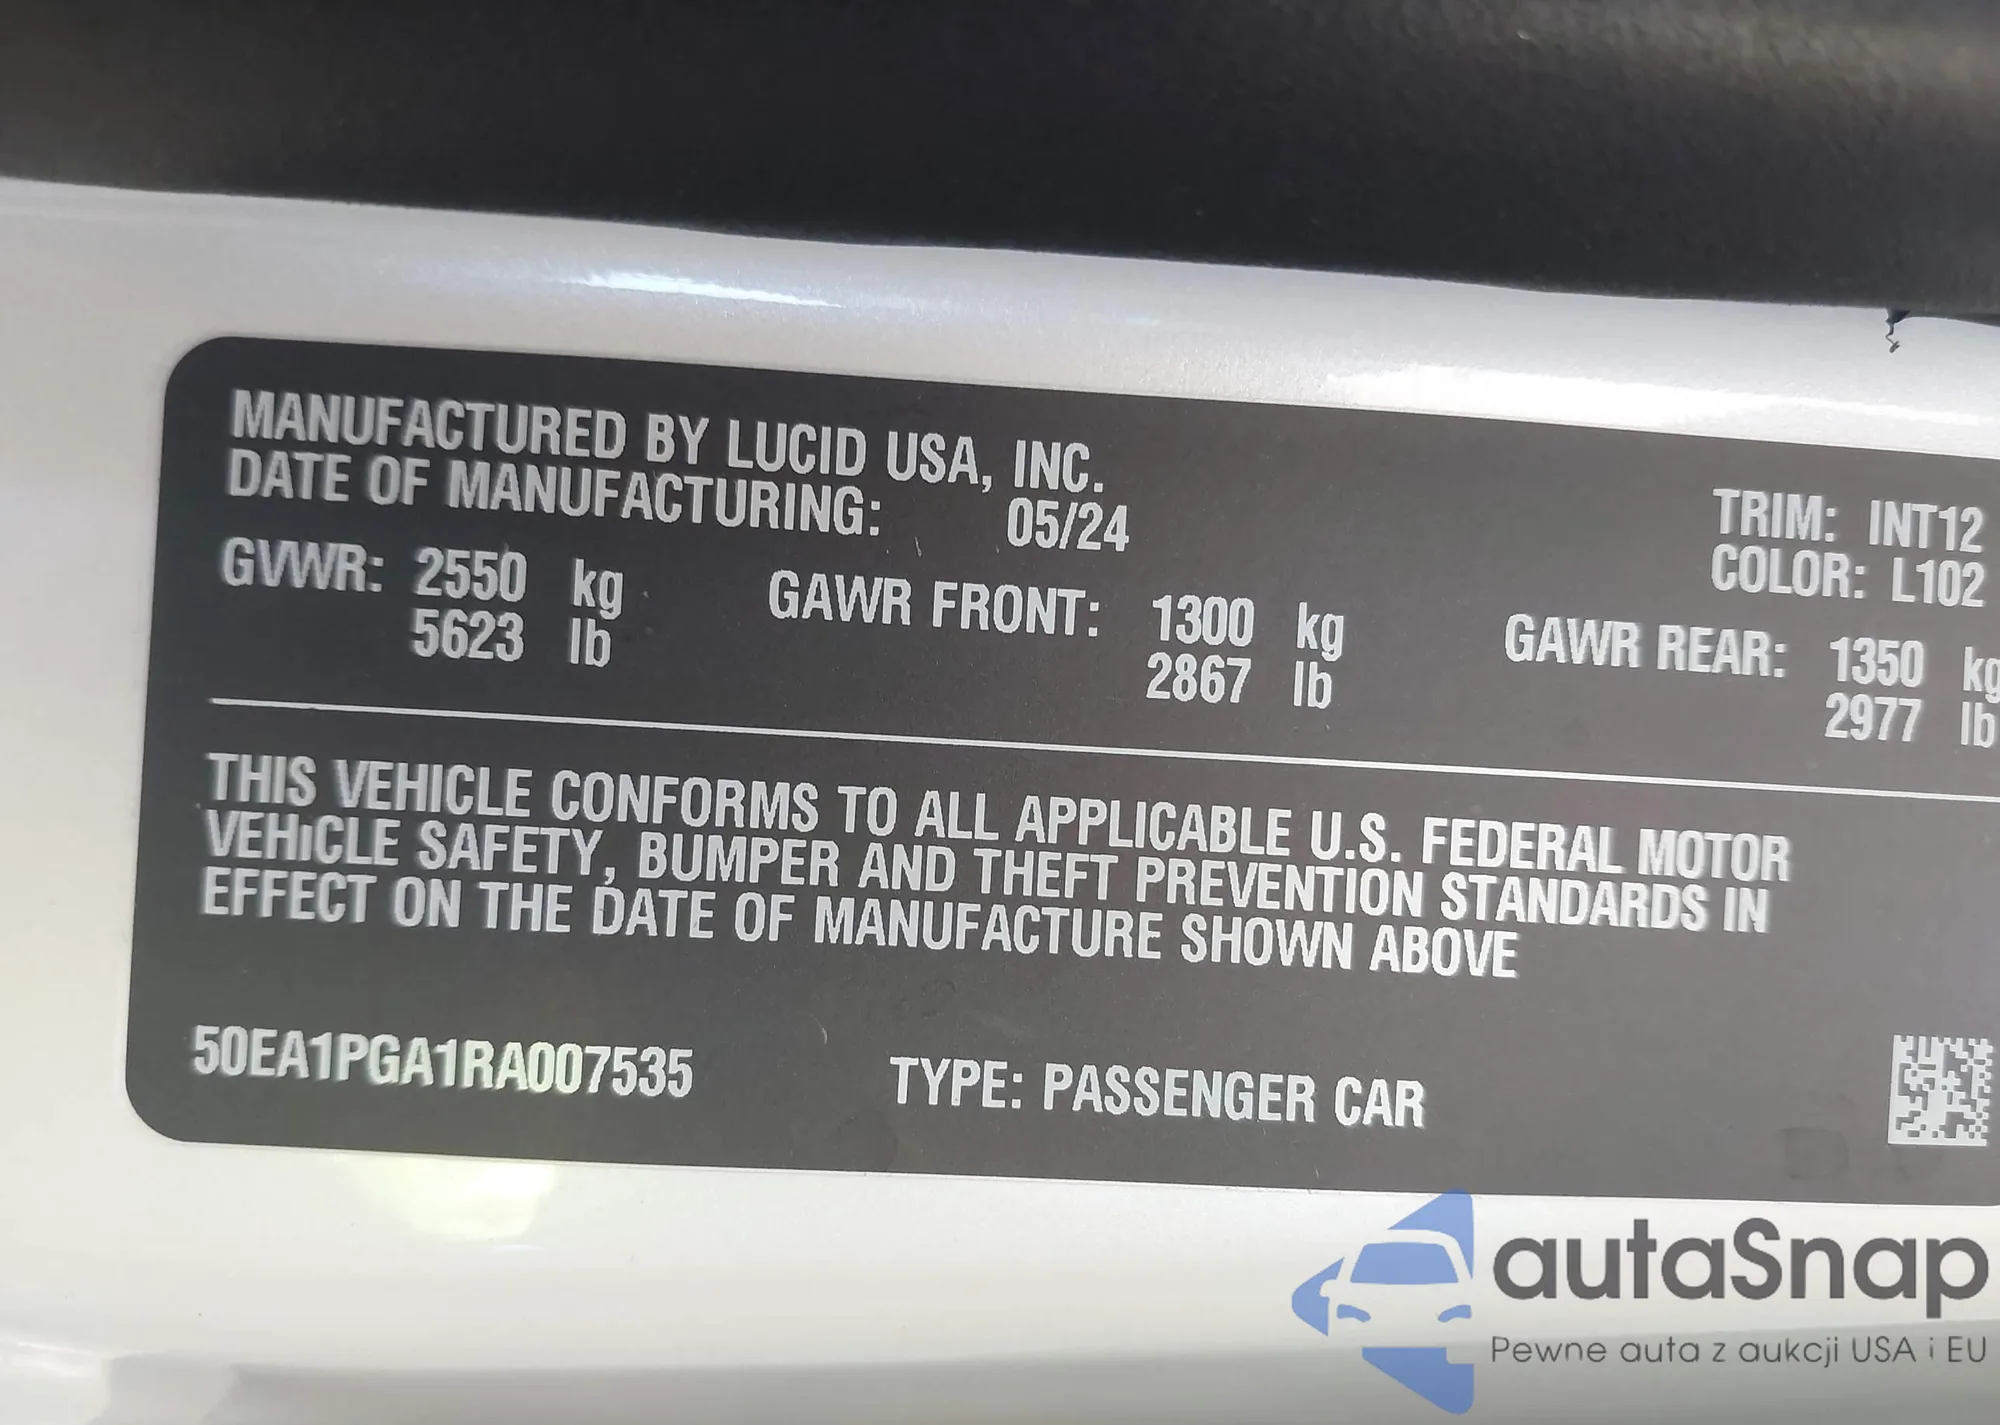 MANUFACTURED BY LUCID USA, INC.
DATE OF MANUFACTURING: 05/24
TRIM: INT12
COLOR: L102
GVWR: 2550 kg GAWR FRONT: 1300 kg GAWR REAR: 1350 kg
5623 lb 2867 lb 2977 lb
THIS VEHICLE CONFORMS TO ALL APPLICABLE U.S. FEDERAL MOTOR
VEHICLE SAFETY, BUMPER AND THEFT PREVENTION STANDARDS IN
EFFECT ON THE DATE OF MANUFACTURE SHOWN ABOVE
50EA1PGA1RA007535 TYPE: PASSENGER CAR
autaSnap
Pewne auta z aukcji USA i EU